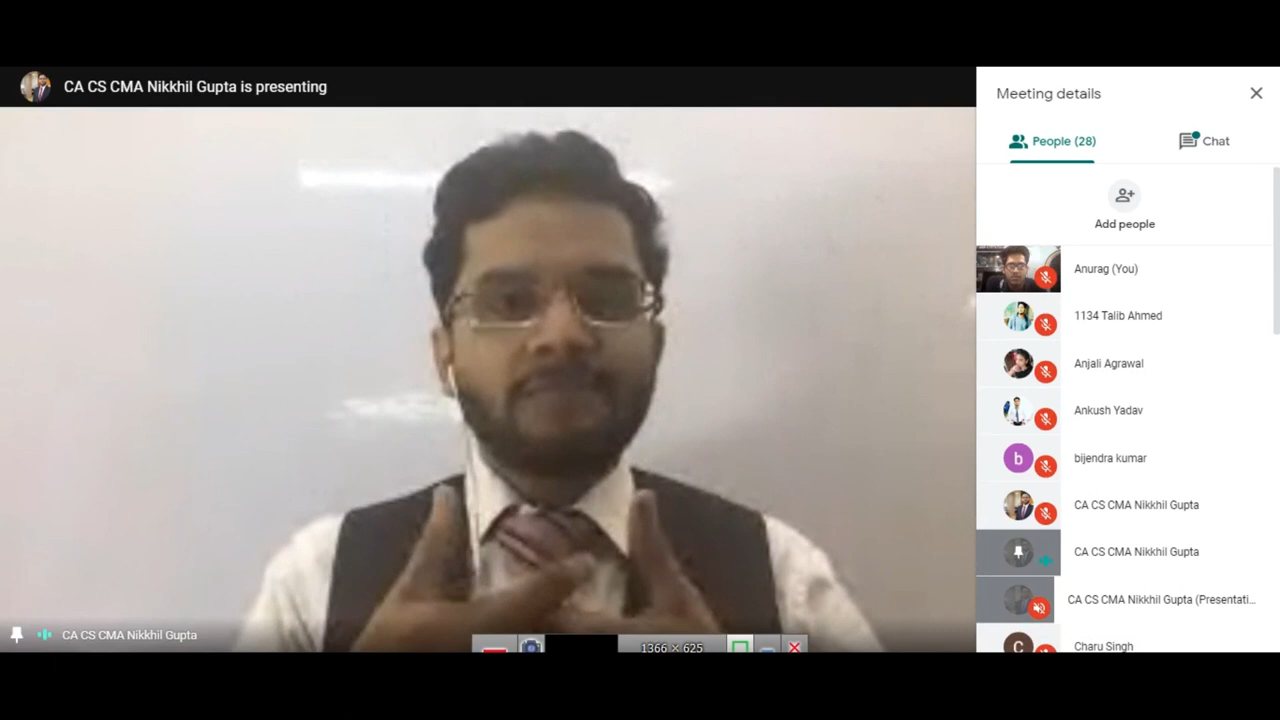 CA CS CMA Nikkhil Gupta is presenting
Meeting details
People (28)
Chat
Add people
Anurag (You)
1134 Talib Ahmed
Anjali Agrawal
Ankush Yadav
b
bijendra kumar
CA CS CMA Nikkhil Gupta
CA CS CMA Nikkhil Gupta
CA CS CMA Nikkhil Gupta (Presentati...
C
Charu Singh
CA CS CMA Nikkhil Gupta
1366 × 625